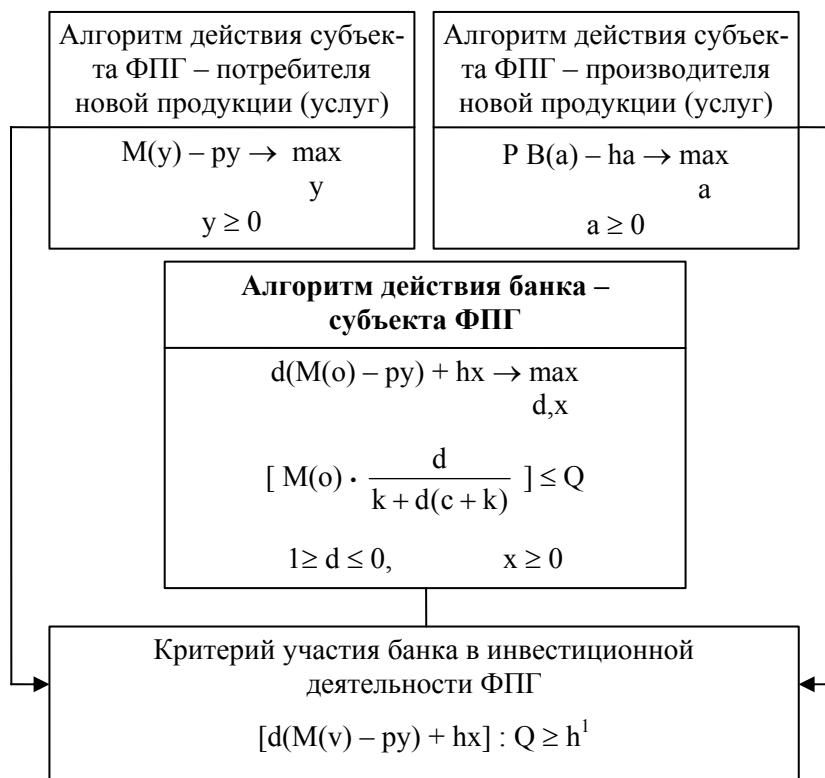 Алгоритм действия субъек-
та ФПГ – потребителя
новой продукции (услуг)
M(y) – py → max
y
y ≥ 0
Алгоритм действия субъек-
та ФПГ – производителя
новой продукции (услуг)
P B(a) – ha → max
a
a ≥ 0
Алгоритм действия банка –
субъекта ФПГ
d(M(o) – py) + hx → max
d,x
[ M(o) · d / k + d(c + k) ] ≤ Q
1≥ d ≤ 0, x ≥ 0
Критерий участия банка в инвестиционной
деятельности ФПГ
[d(M(v) – py) + hx] : Q ≥ h¹